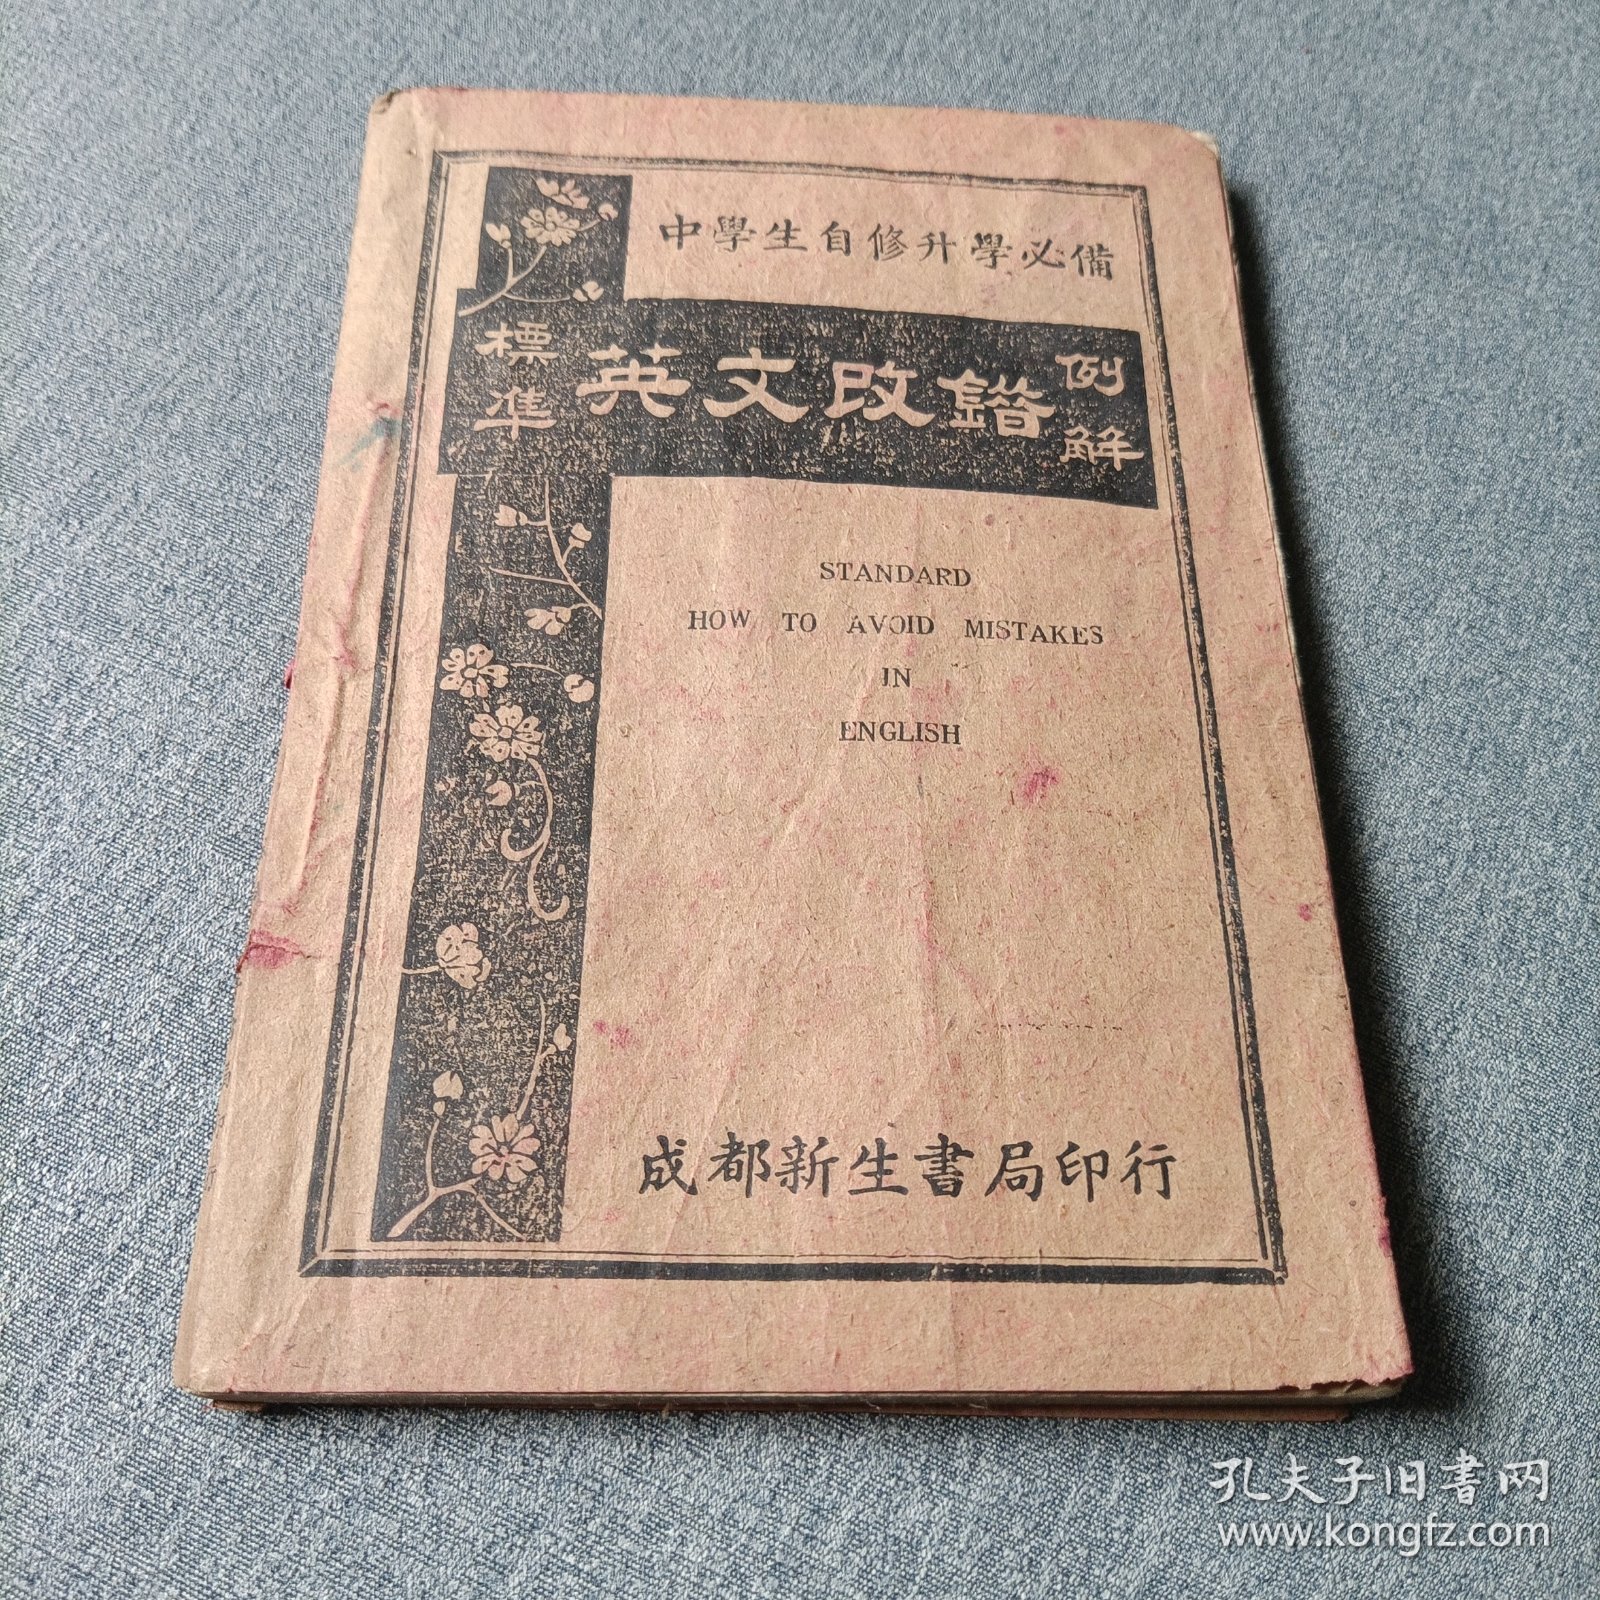 中學生自修升學必備
標準 英文改錯 例解
STANDARD
HOW TO AVOID MISTAKES
IN
ENGLISH
成都新生書局印行
孔夫子旧书网
www.kongfz.com